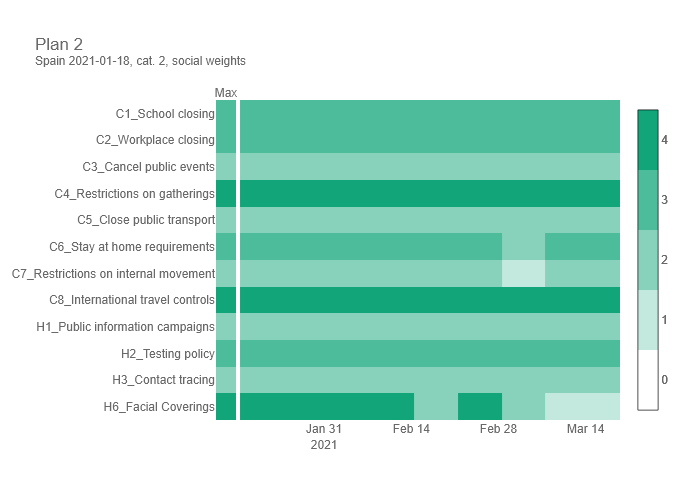 Plan 2
Spain 2021-01-18, cat. 2, social weights
Max
C1_School closing
C2_Workplace closing
C3_Cancel public events
C4_Restrictions on gatherings
C5_Close public transport
C6_Stay at home requirements
C7_Restrictions on internal movement
C8_International travel controls
H1_Public information campaigns
H2_Testing policy
H3_Contact tracing
H6_Facial Coverings
Jan 31 Feb 14 Feb 28 Mar 14
2021
4
3
2
1
0